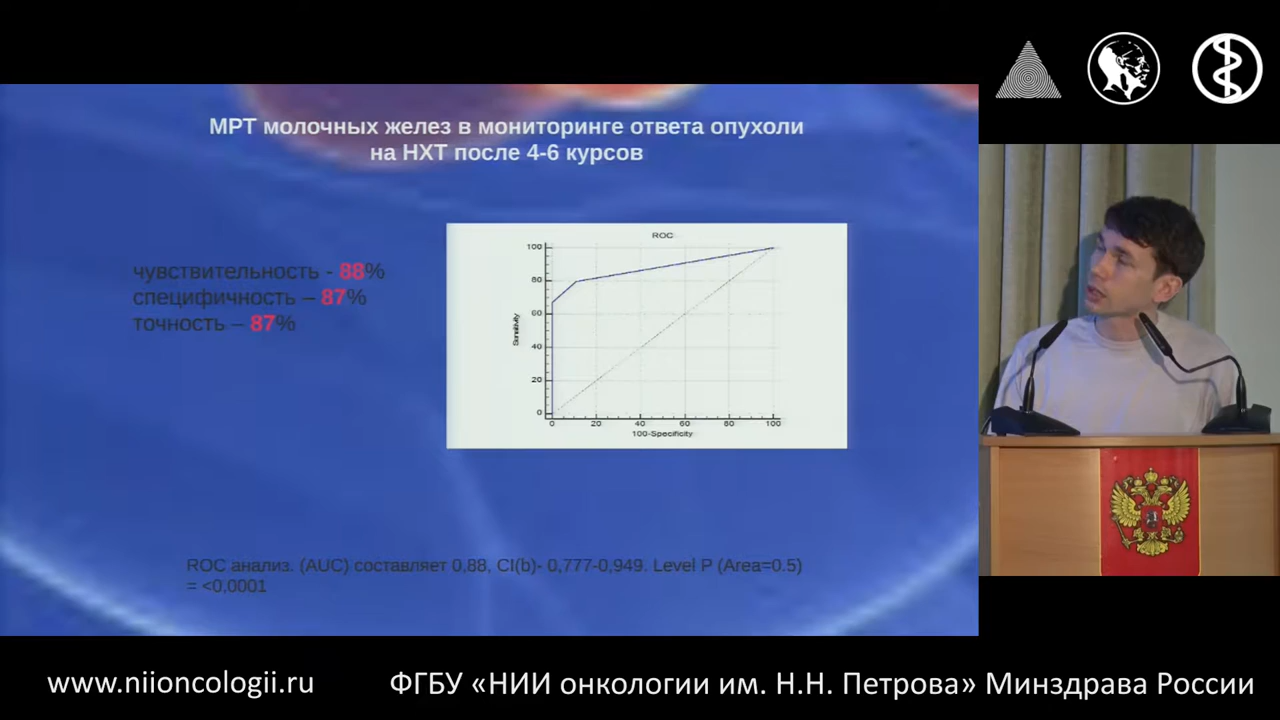 МРТ молочных желез в мониторинге ответа опухоли
на НХТ после 4-6 курсов
чувствительность - 88%
специфичность – 87%
точность – 87%
ROC
100
80
60
40
20
0
Sensitivity
0 20 40 60 80 100
100-Specificity
ROC анализ. (AUC) составляет 0,88, CI(b)- 0,777-0,949. Level P (Area=0.5)
= <0,0001
www.niioncologii.ru
ФГБУ «НИИ онкологии им. Н.Н. Петрова» Минздрава России